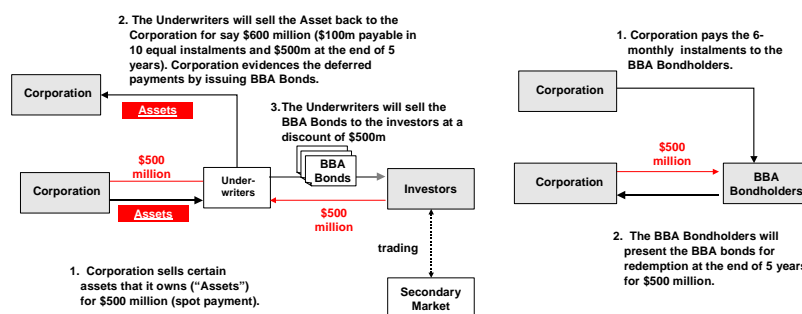 2. The Underwriters will sell the Asset back to the
Corporation for say $600 million ($100m payable in
10 equal instalments and $500m at the end of 5
years). Corporation evidences the deferred
payments by issuing BBA Bonds.
Corporation
Assets
3.The Underwriters will sell the
BBA Bonds to the investors at a
discount of $500m
$500
million
Corporation
Assets
Under-
writers
BBA
Bonds
Investors
$500
million
trading
Secondary
Market
1. Corporation sells certain
assets that it owns (“Assets”)
for $500 million (spot payment).
1. Corporation pays the 6-
monthly instalments to the
BBA Bondholders.
Corporation
$500
million
Corporation
BBA
Bondholders
2. The BBA Bondholders will
present the BBA bonds for
redemption at the end of 5 years
for $500 million.